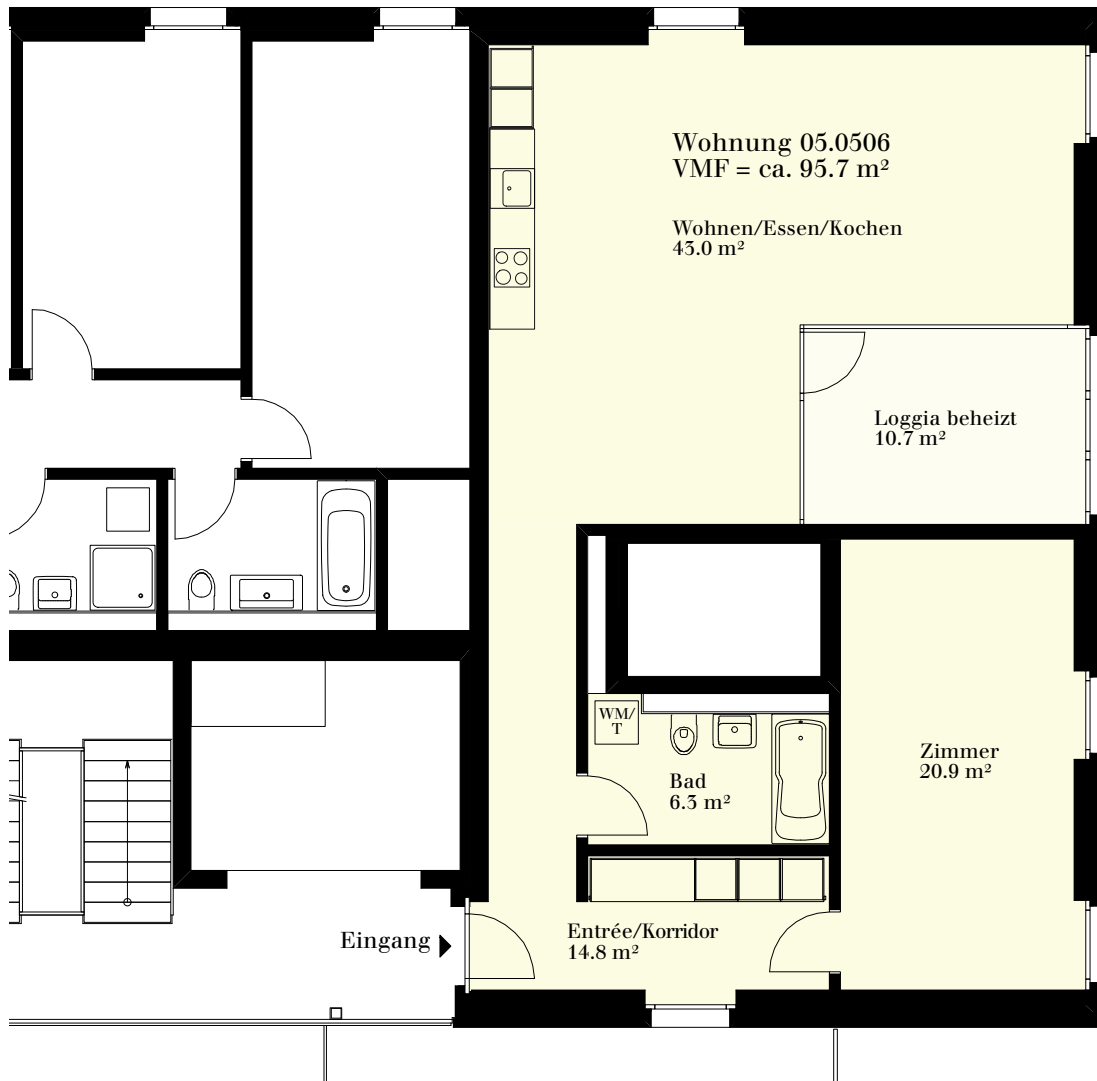 Wohnung 05.0506
VMF = ca. 95.7 m²
Wohnen/Essen/Kochen
43.0 m²
Loggia beheizt
10.7 m²
WM/
T
Bad
6.3 m²
Zimmer
20.9 m²
Eingang
Entrée/Korridor
14.8 m²